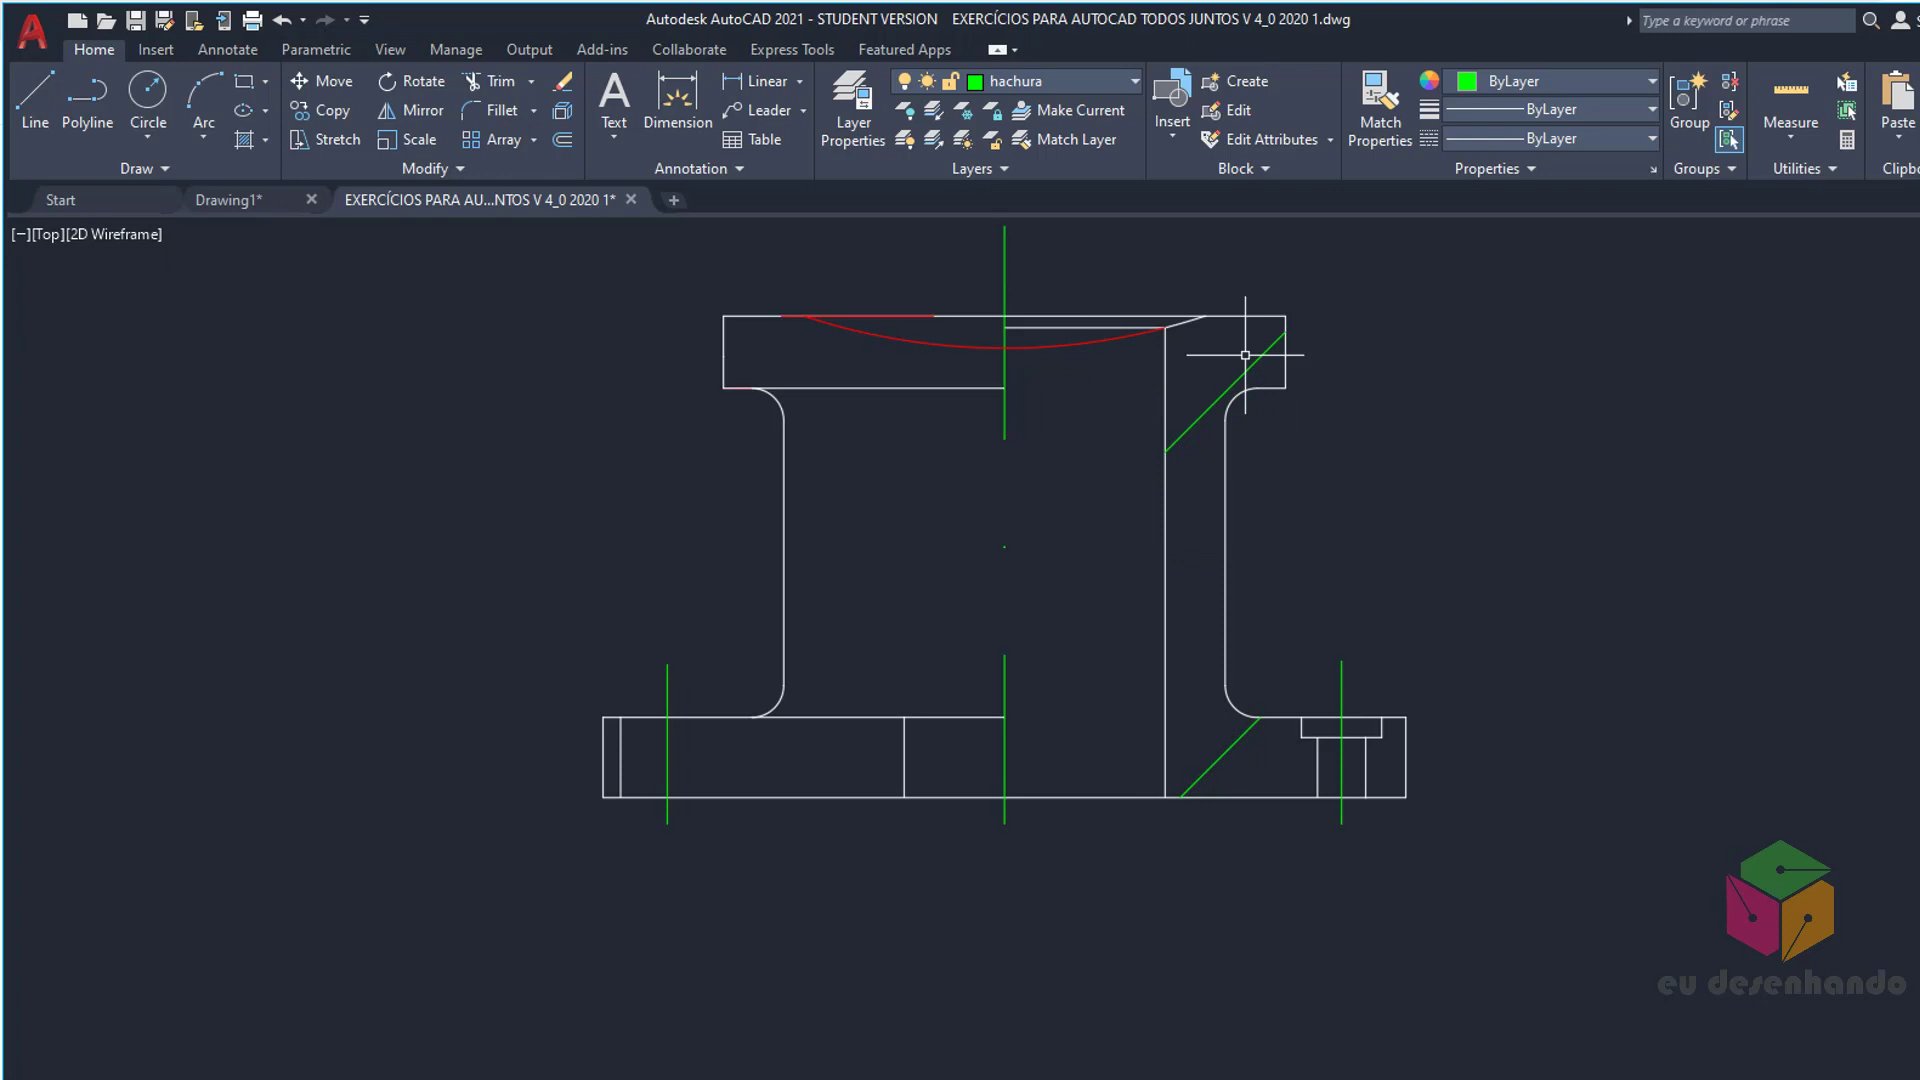 Autodesk AutoCAD 2021 - STUDENT VERSION EXERCÍCIOS PARA AUTOCAD TODOS JUNTOS V 4_0 2020 1.dwg
Type a keyword or phrase
Home Insert Annotate Parametric View Manage Output Add-ins Collaborate Express Tools Featured Apps
Line Polyline Circle Arc
Draw
Move Rotate Trim
Copy Mirror Fillet
Stretch Scale Array
Modify
Text Dimension
Linear
Leader
Table
Annotation
Layer Properties
hachura
Make Current
Match Layer
Layers
Insert
Create
Edit
Edit Attributes
Block
Match Properties
ByLayer
ByLayer
ByLayer
Properties
Group
Groups
Measure
Utilities
Paste
Clipb
Start Drawing1* EXERCÍCIOS PARA AU...NTOS V 4_0 2020 1*
[−][Top][2D Wireframe]
eu desenhando